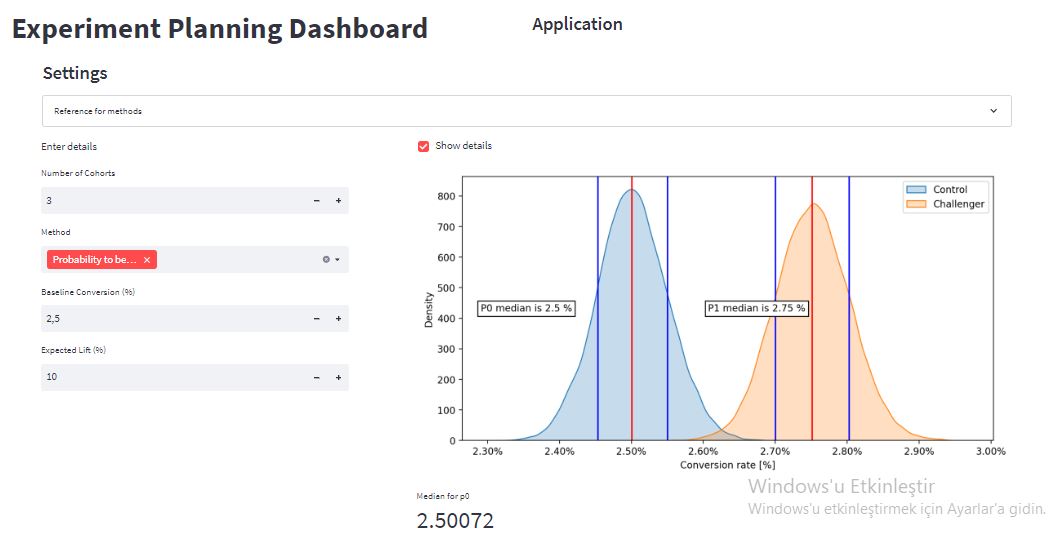 Experiment Planning Dashboard
Application
Settings
Reference for methods
Enter details
Number of Cohorts
3
Method
Probability to be...
Baseline Conversion (%)
2,5
Expected Lift (%)
10
Show details
Control
Challenger
800
700
600
500
400
300
200
100
0
Density
P0 median is 2.5 %
P1 median is 2.75 %
2.30% 2.40% 2.50% 2.60% 2.70% 2.80% 2.90% 3.00%
Conversion rate [%]
Median for p0
2.50072
Windows'u Etkinleştir
Windows'u etkinleştirmek için Ayarlar'a gidin.